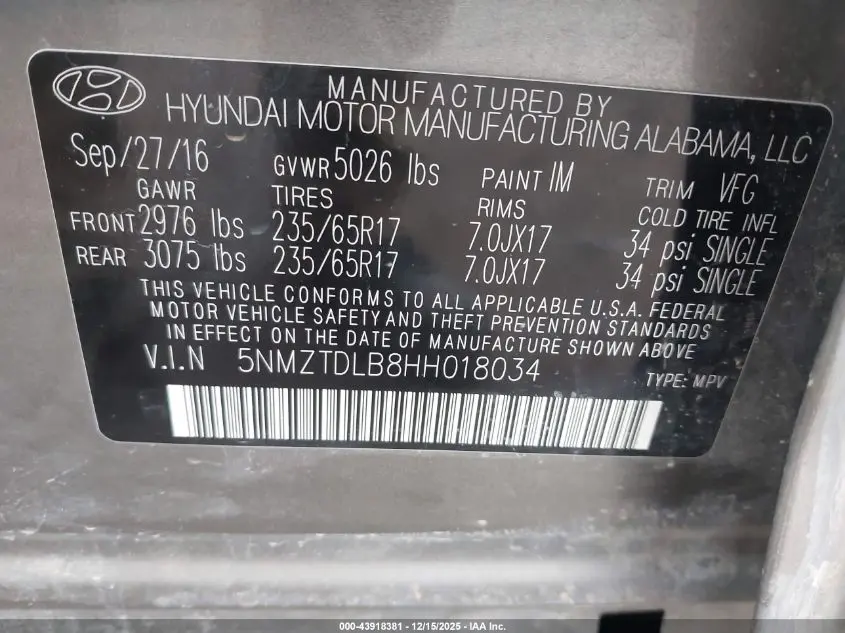 MANUFACTURED BY
HYUNDAI MOTOR MANUFACTURING ALABAMA, LLC
Sep/27/16 GVWR 5026 lbs PAINT IM TRIM VFG
GAWR TIRES RIMS COLD TIRE INFL
FRONT 2976 lbs 235/65R17 7.0JX17 34 psi SINGLE
REAR 3075 lbs 235/65R17 7.0JX17 34 psi SINGLE
THIS VEHICLE CONFORMS TO ALL APPLICABLE U.S.A. FEDERAL
MOTOR VEHICLE SAFETY AND THEFT PREVENTION STANDARDS
IN EFFECT ON THE DATE OF MANUFACTURE SHOWN ABOVE
V.I.N 5NMZTDLB8HH018034 TYPE: MPV
000-43918381 - 12/15/2025 - IAA Inc.